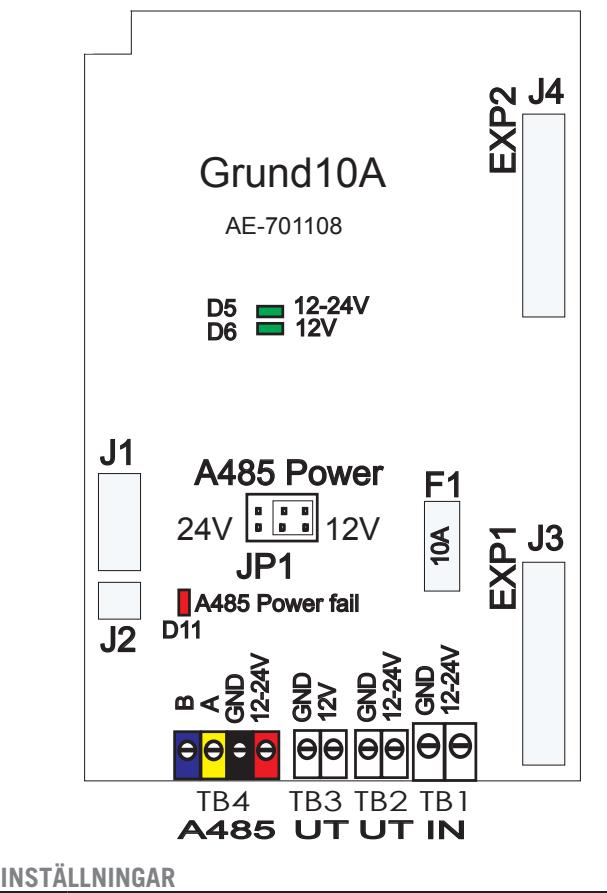 EXP2
J4
Grund10A
AE-701108
D5 12-24V
D6 12V
J1
A485 Power
24V 12V
JP1
F1
10A
EXP1
J3
A485 Power fail
D11
J2
B A GND 12-24V GND 12V GND 12-24V GND 12-24V
TB4 TB3 TB2 TB1
A485 UT UT IN
INSTÄLLNINGAR